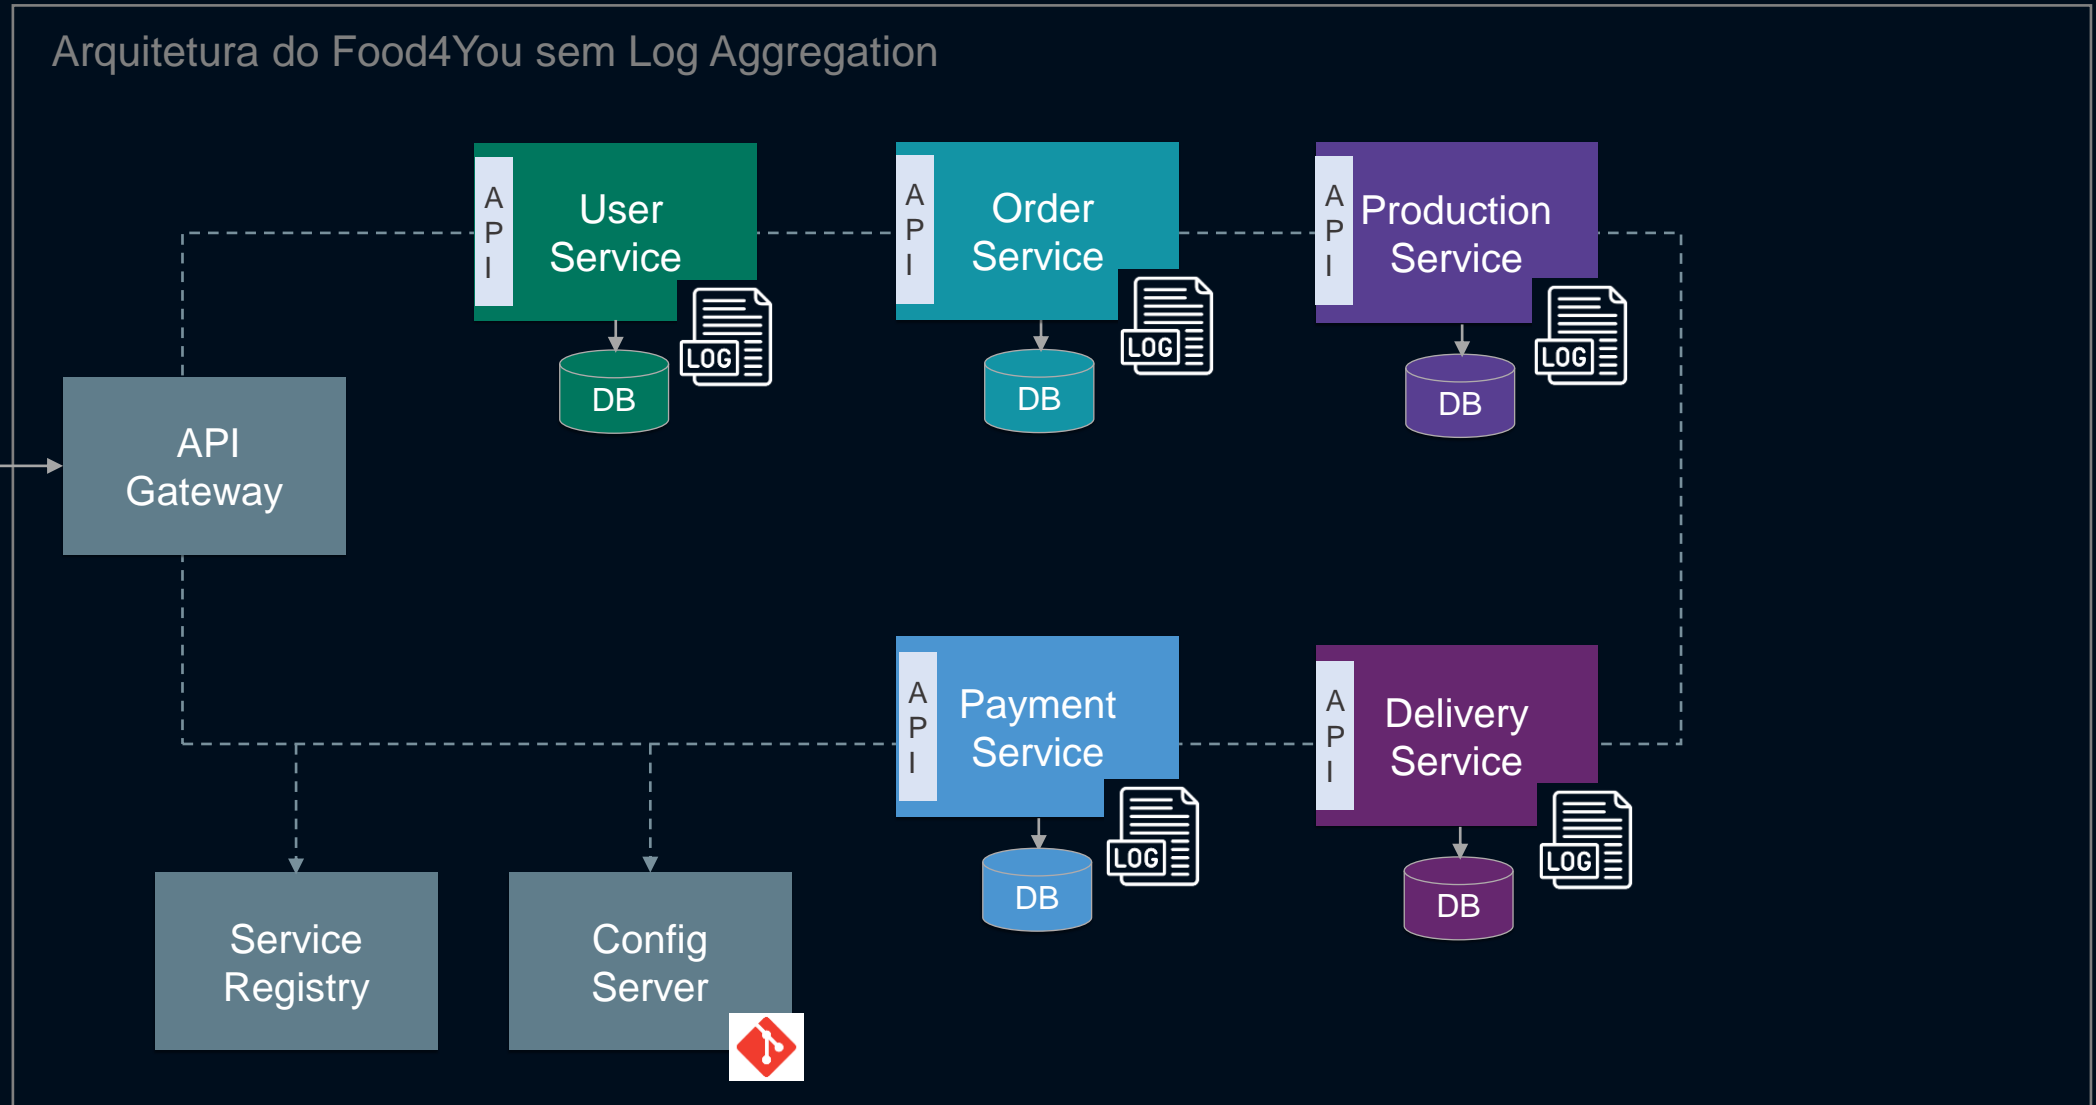 Arquitetura do Food4You sem Log Aggregation
A
P
I
User
Service
LOG
DB
A
P
I
Order
Service
LOG
DB
A
P
I
Production
Service
LOG
DB
API
Gateway
A
P
I
Payment
Service
LOG
DB
A
P
I
Delivery
Service
LOG
DB
Service
Registry
Config
Server